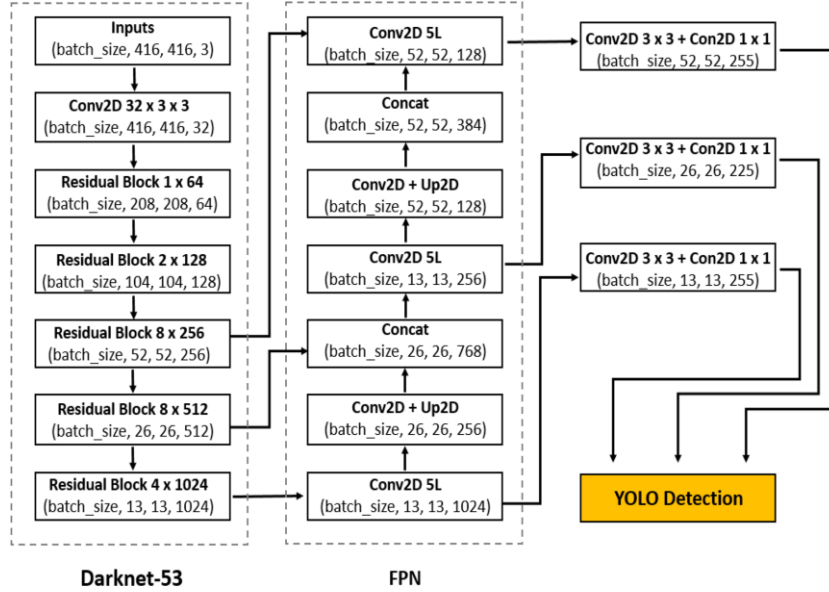 Inputs
(batch_size, 416, 416, 3)
Conv2D 32 x 3 x 3
(batch_size, 416, 416, 32)
Residual Block 1 x 64
(batch_size, 208, 208, 64)
Residual Block 2 x 128
(batch_size, 104, 104, 128)
Residual Block 8 x 256
(batch_size, 52, 52, 256)
Residual Block 8 x 512
(batch_size, 26, 26, 512)
Residual Block 4 x 1024
(batch_size, 13, 13, 1024)
Darknet-53
Conv2D 5L
(batch_size, 52, 52, 128)
Concat
(batch_size, 52, 52, 384)
Conv2D + Up2D
(batch_size, 52, 52, 128)
Conv2D 5L
(batch_size, 13, 13, 256)
Concat
(batch_size, 26, 26, 768)
Conv2D + Up2D
(batch_size, 26, 26, 256)
Conv2D 5L
(batch_size, 13, 13, 1024)
FPN
Conv2D 3 x 3 + Con2D 1 x 1
(batch_size, 52, 52, 255)
Conv2D 3 x 3 + Con2D 1 x 1
(batch_size, 26, 26, 225)
Conv2D 3 x 3 + Con2D 1 x 1
(batch_size, 13, 13, 255)
YOLO Detection